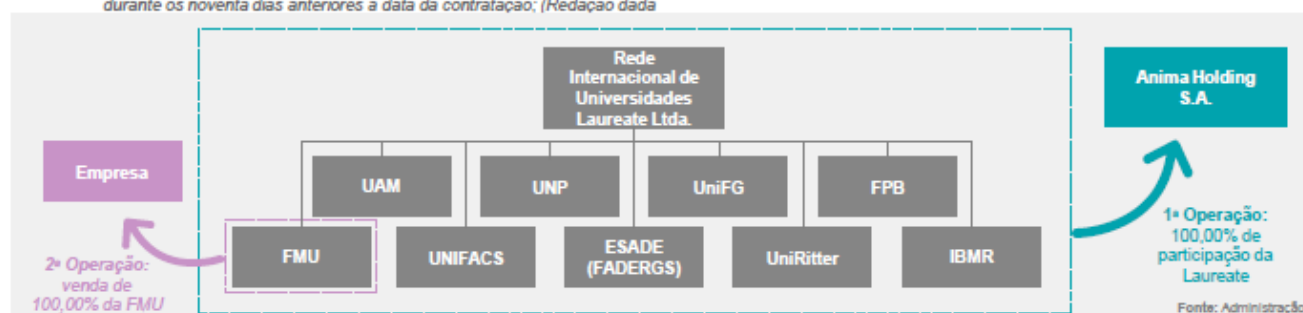 durante os noventa dias anteriores à data da contratação; (Redação dada
Rede
Internacional de
Universidades
Laureate Ltda.
Anima Holding
S.A.
Empresa
UAM
UNP
UniFG
FPB
FMU
UNIFACS
ESADE
(FADERGS)
UniRitter
IBMR
2ª Operação:
venda de
100,00% da FMU
1ª Operação:
100,00% de
participação da
Laureate
Fonte: Administração